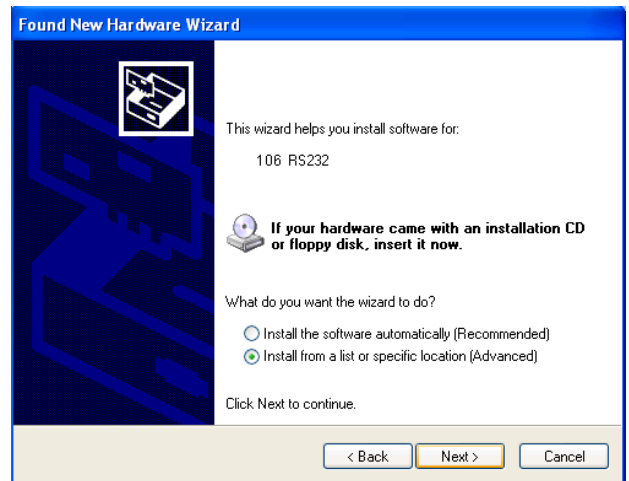 Found New Hardware Wizard
This wizard helps you install software for:
106 RS232
If your hardware came with an installation CD
or floppy disk, insert it now.
What do you want the wizard to do?
Install the software automatically (Recommended)
Install from a list or specific location (Advanced)
Click Next to continue.
< Back
Next >
Cancel